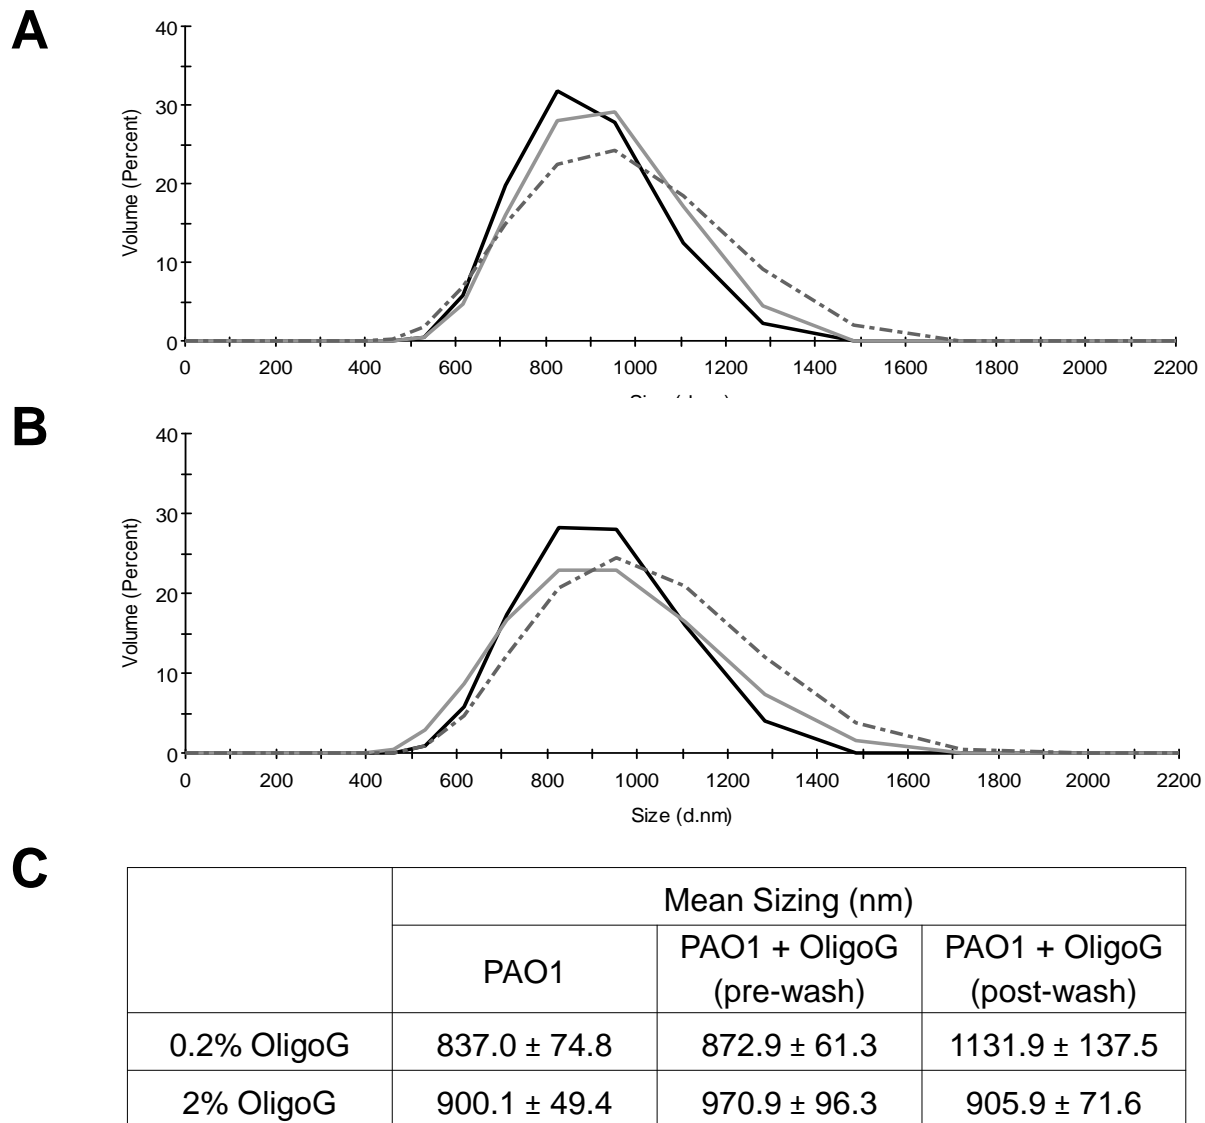 A
40
30
20
10
0
Volume (Percent)
0 200 400 600 800 1000 1200 1400 1600 1800 2000 2200
B
40
30
20
10
0
Volume (Percent)
0 200 400 600 800 1000 1200 1400 1600 1800 2000 2200
Size (d.nm)
C
Mean Sizing (nm)
PAO1
PAO1 + OligoG
(pre-wash)
PAO1 + OligoG
(post-wash)
0.2% OligoG 837.0 ± 74.8 872.9 ± 61.3 1131.9 ± 137.5
2% OligoG 900.1 ± 49.4 970.9 ± 96.3 905.9 ± 71.6